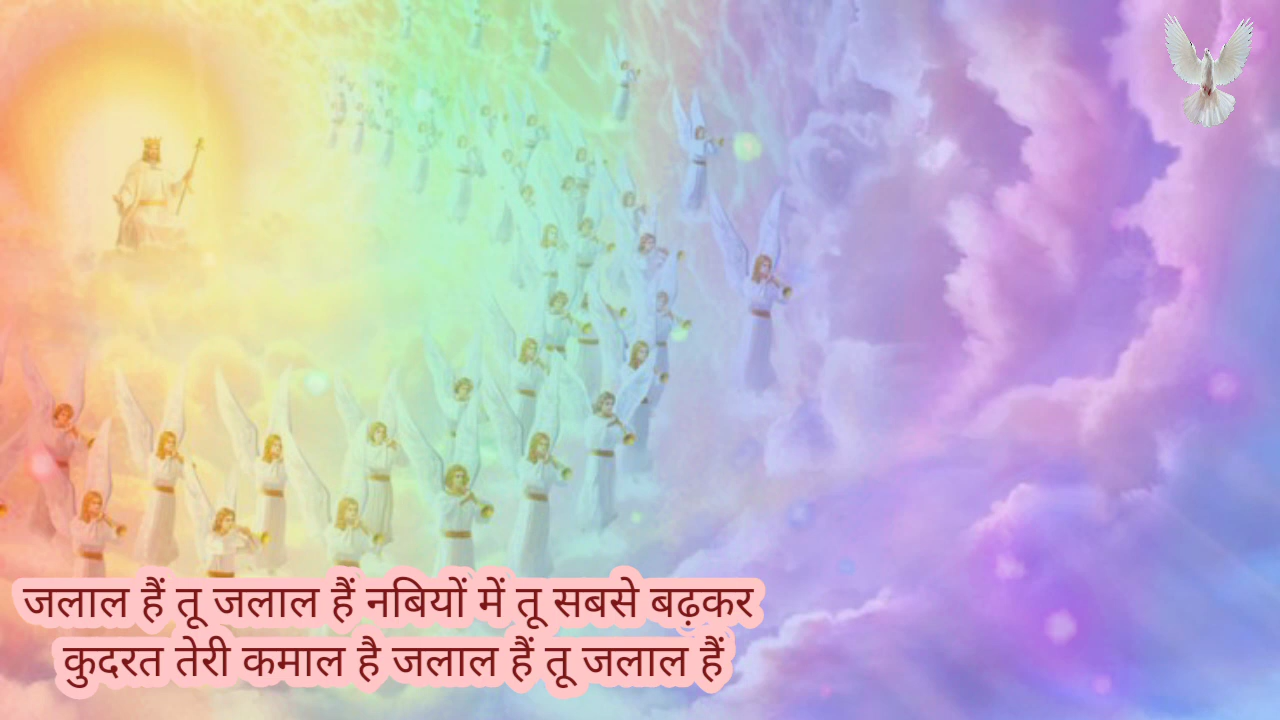 जलाल हैं तू जलाल हैं नबियों में तू सबसे बढ़कर
कुदरत तेरी कमाल है जलाल हैं तू जलाल हैं